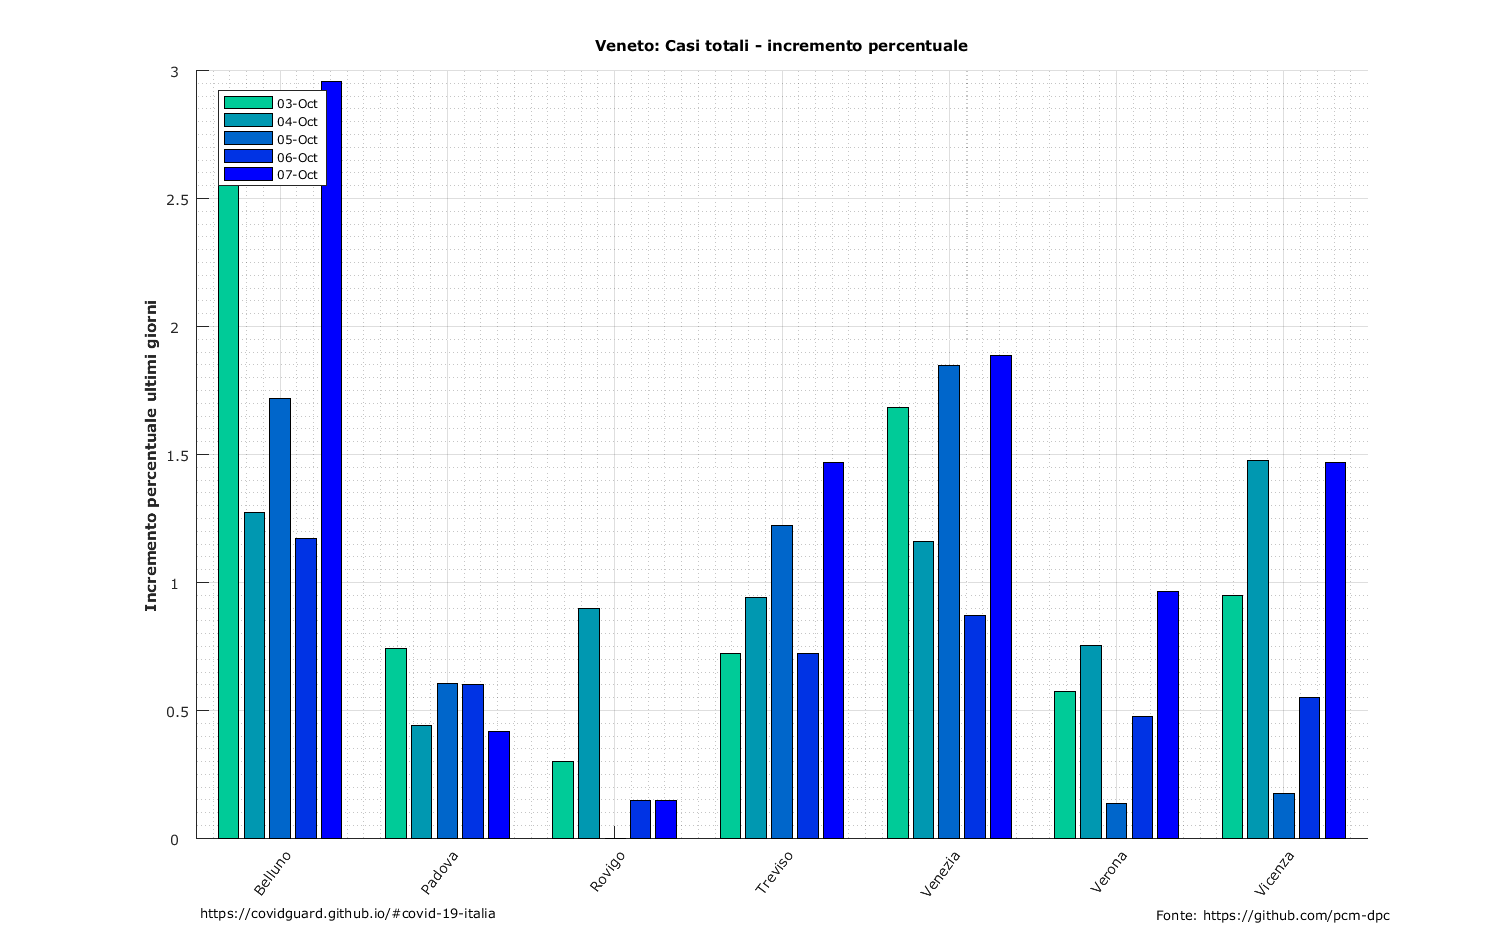 Veneto: Casi totali - incremento percentuale
Incremento percentuale ultimi giorni
3
2.5
2
1.5
1
0.5
0
03-Oct
04-Oct
05-Oct
06-Oct
07-Oct
Belluno
Padova
Rovigo
Treviso
Venezia
Verona
Vicenza
https://covidguard.github.io/#covid-19-italia
Fonte: https://github.com/pcm-dpc